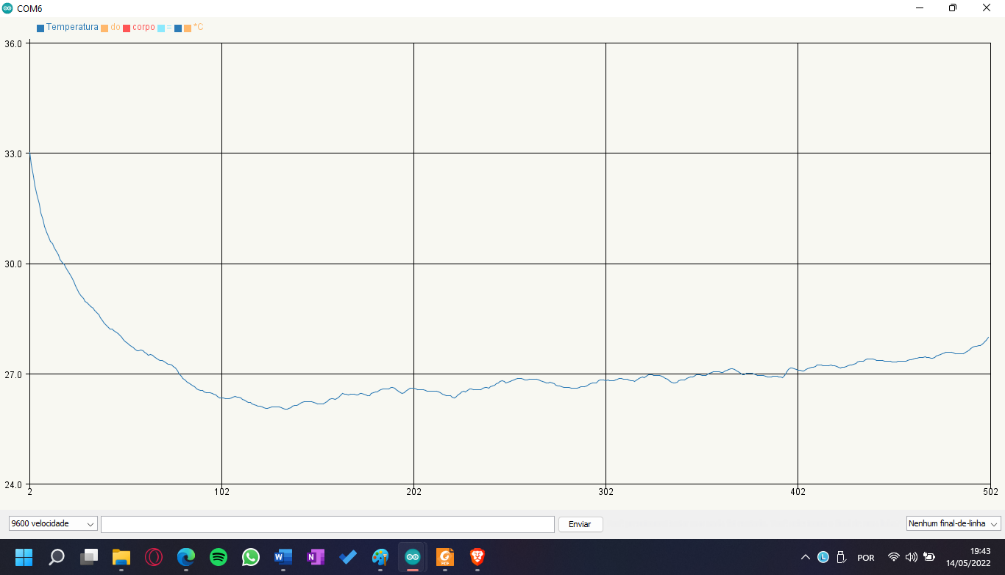 COM6
Temperatura do corpo = °C
36.0
33.0
30.0
27.0
24.0
2 102 202 302 402 502
9600 velocidade Enviar Nenhum final-de-linha
POR 19:43
14/05/2022